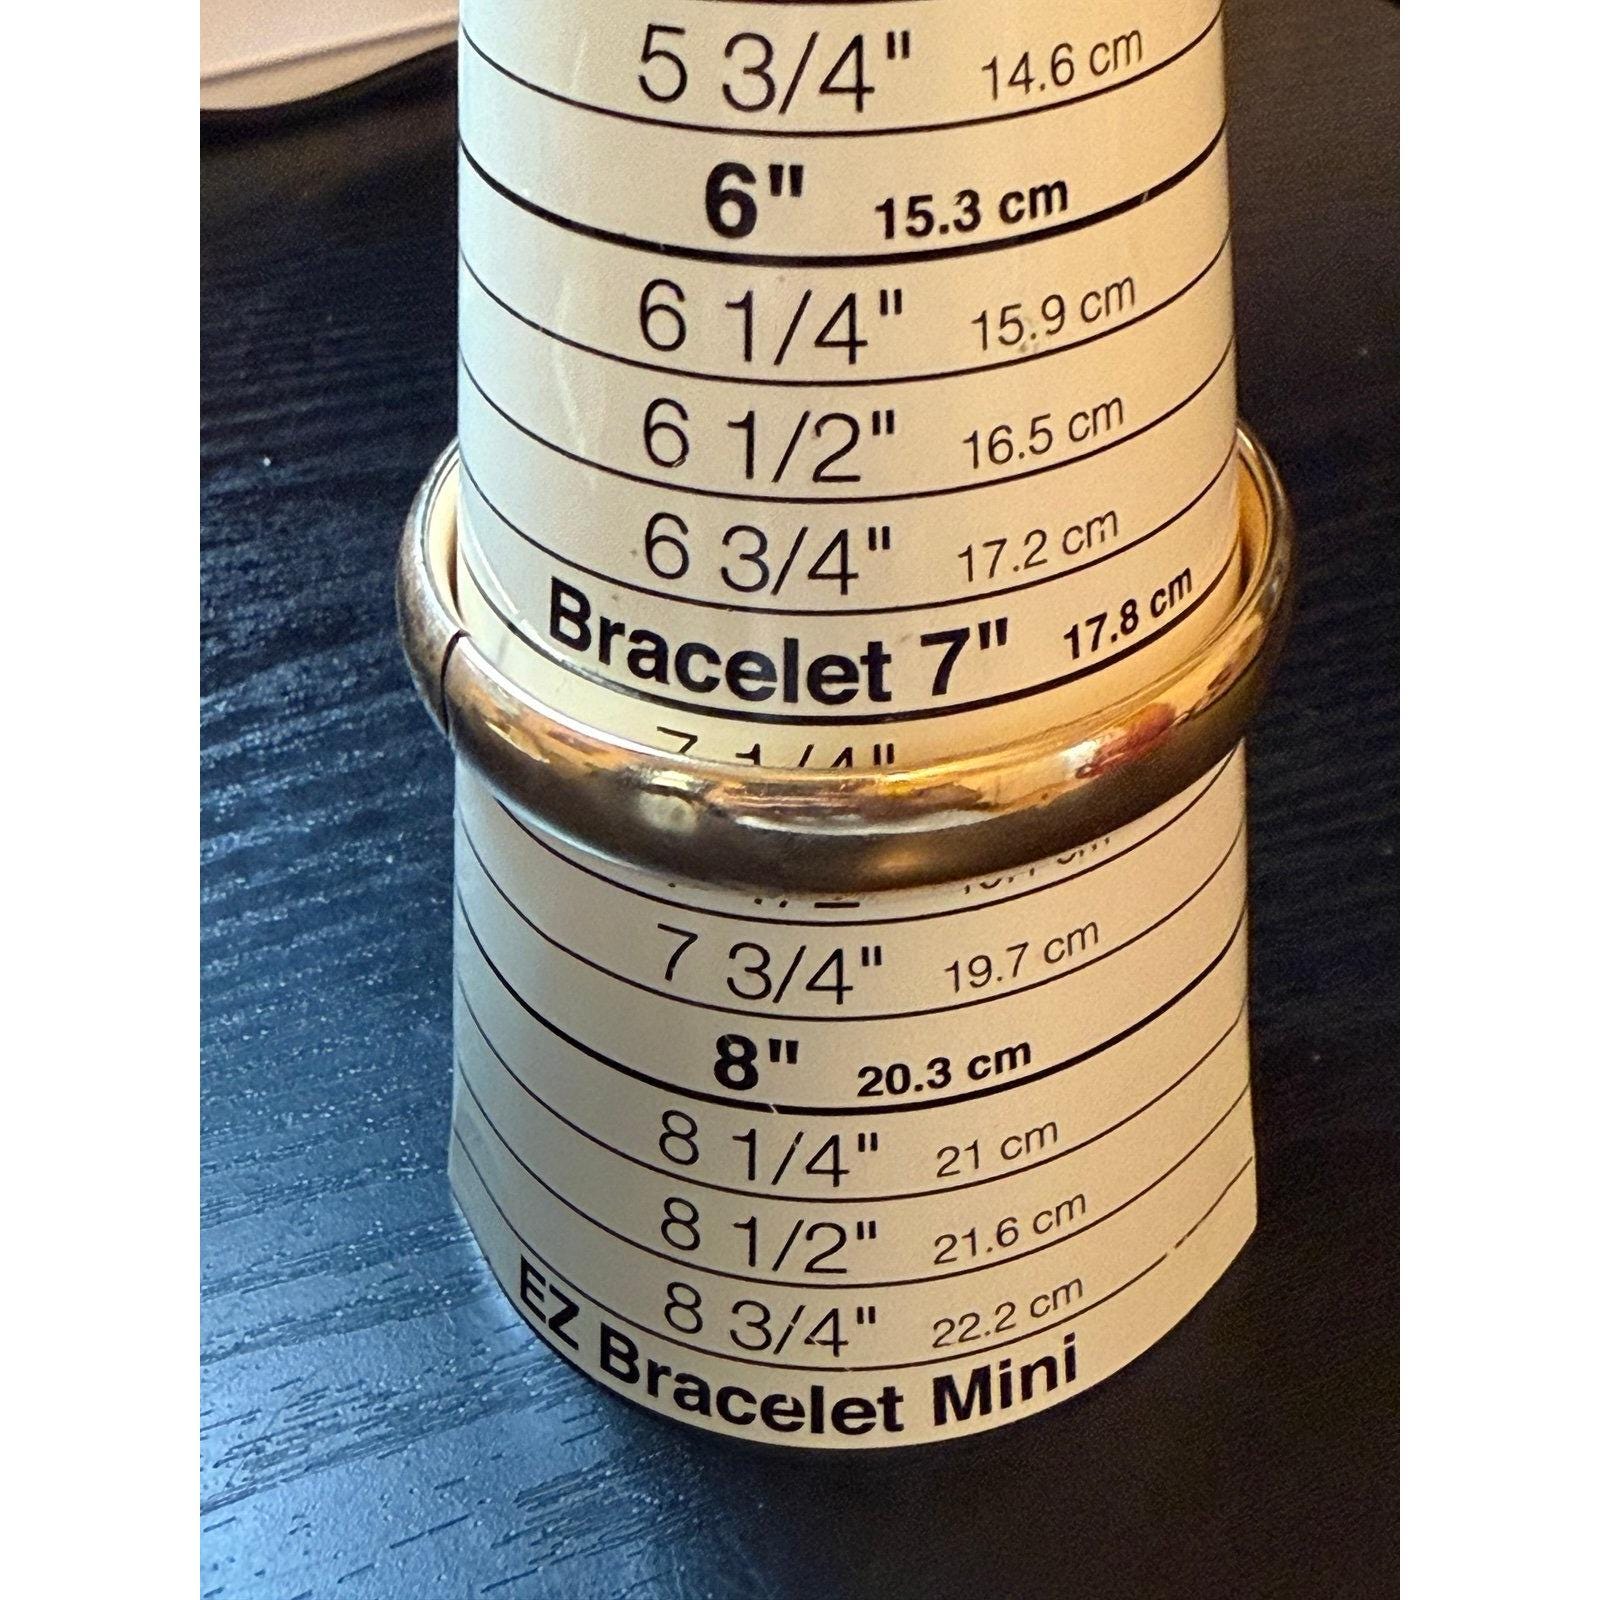 5 3/4" 14.6 cm
6" 15.3 cm
6 1/4" 15.9 cm
6 1/2" 16.5 cm
6 3/4" 17.2 cm
Bracelet 7" 17.8 cm
7 1/4"
7 3/4" 19.7 cm
8" 20.3 cm
8 1/4" 21 cm
8 1/2" 21.6 cm
8 3/4" 22.2 cm
EZ Bracelet Mini